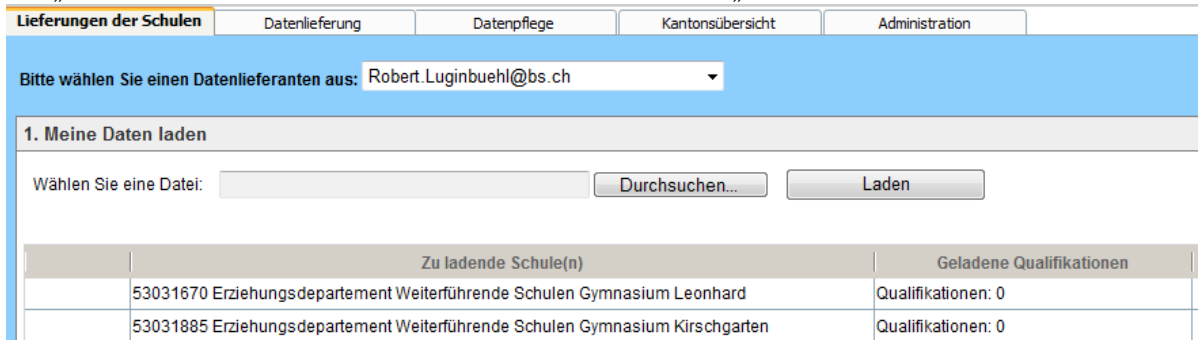 Lieferungen der Schulen Datenlieferung Datenpflege Kantonsübersicht Administration
Bitte wählen Sie einen Datenlieferanten aus: Robert.Luginbuehl@bs.ch
1. Meine Daten laden
Wählen Sie eine Datei: Durchsuchen... Laden
Zu ladende Schule(n) Geladene Qualifikationen
53031670 Erziehungsdepartement Weiterführende Schulen Gymnasium Leonhard Qualifikationen: 0
53031885 Erziehungsdepartement Weiterführende Schulen Gymnasium Kirschgarten Qualifikationen: 0